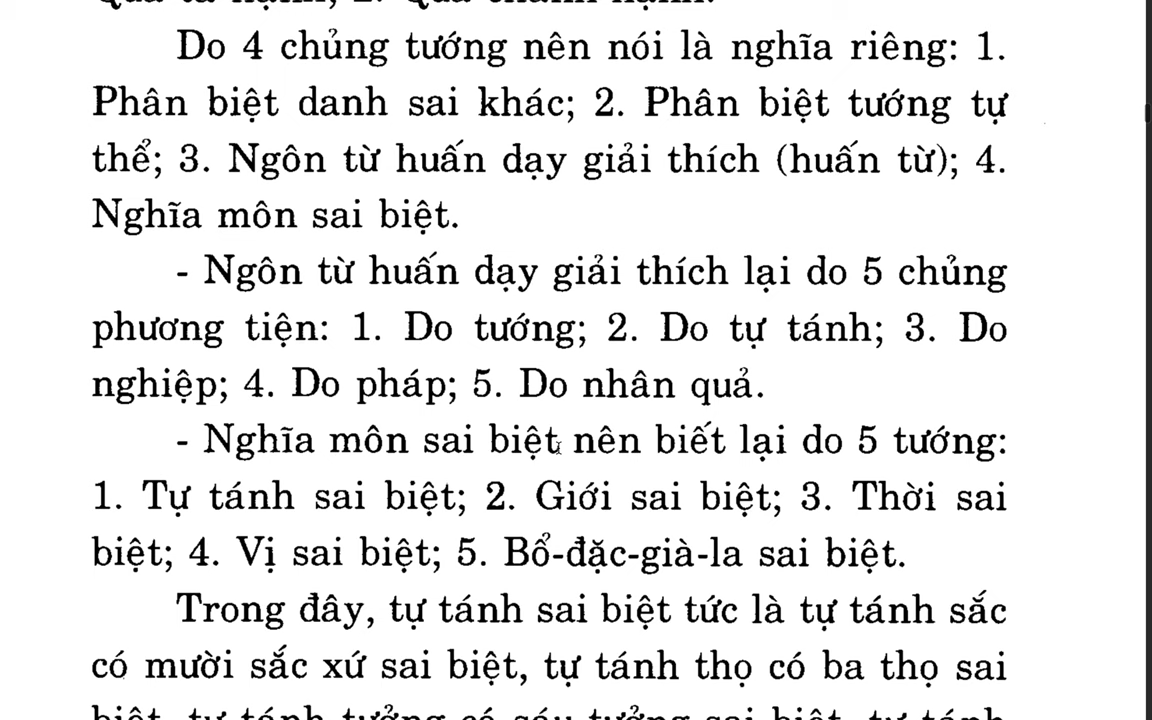 Do 4 chủng tướng nên nói là nghĩa riêng: 1.
Phân biệt danh sai khác; 2. Phân biệt tướng tự
thể; 3. Ngôn từ huấn dạy giải thích (huấn từ); 4.
Nghĩa môn sai biệt.
- Ngôn từ huấn dạy giải thích lại do 5 chủng
phương tiện: 1. Do tướng; 2. Do tự tánh; 3. Do
nghiệp; 4. Do pháp; 5. Do nhân quả.
- Nghĩa môn sai biệt nên biết lại do 5 tướng:
1. Tự tánh sai biệt; 2. Giới sai biệt; 3. Thời sai
biệt; 4. Vị sai biệt; 5. Bổ-đặc-già-la sai biệt.
Trong đây, tự tánh sai biệt tức là tự tánh sắc
có mười sắc xứ sai biệt, tự tánh thọ có ba thọ sai